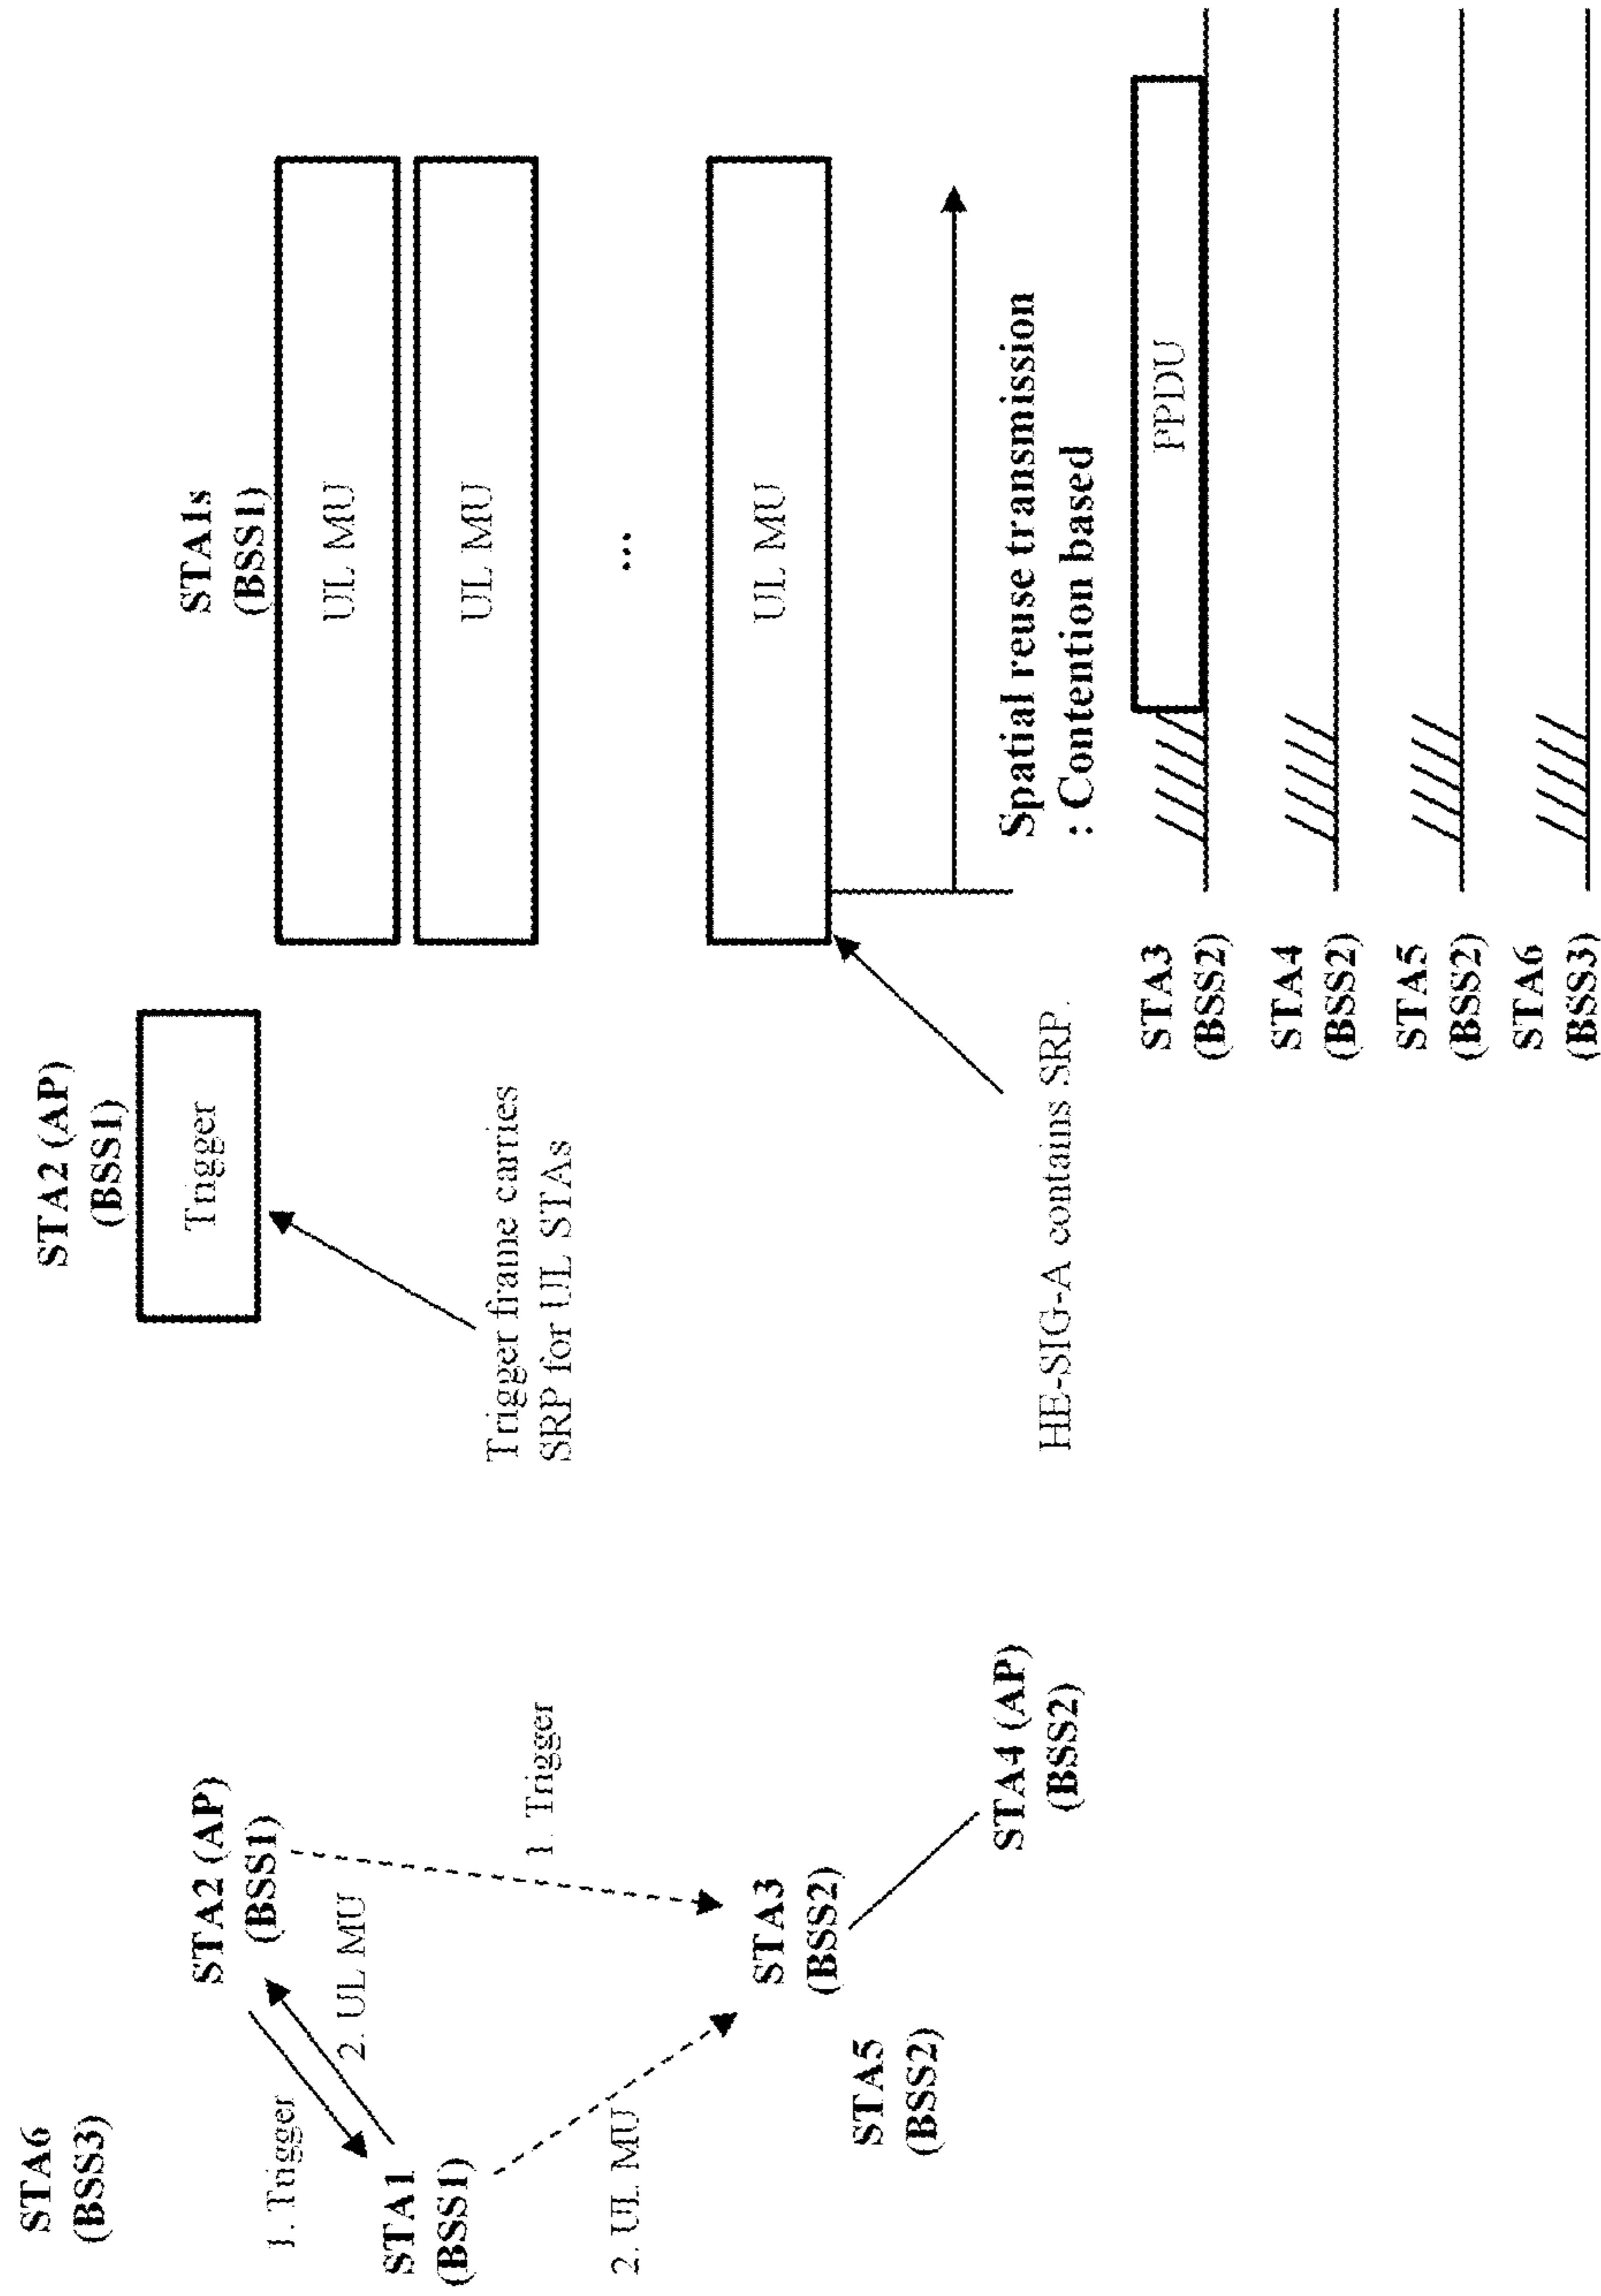 STA6
(BSS3)
STA2 (AP)
(BSS1)
1. Trigger
2. UL MU
STA1
(BSS1)
1. Trigger
2. UL MU
STA3
(BSS2)
STA5
(BSS2)
STA4 (AP)
(BSS2)
STA2 (AP)
(BSS1)
Trigger
Trigger frame carries
SRP for UL STAs
STA1s
(BSS1)
UL MU
UL MU
...
UL MU
HE-SIG-A contains SRP.
Spatial reuse transmission
: Contention based
STA3
(BSS2)
PPDU
STA4
(BSS2)
STA5
(BSS2)
STA6
(BSS3)